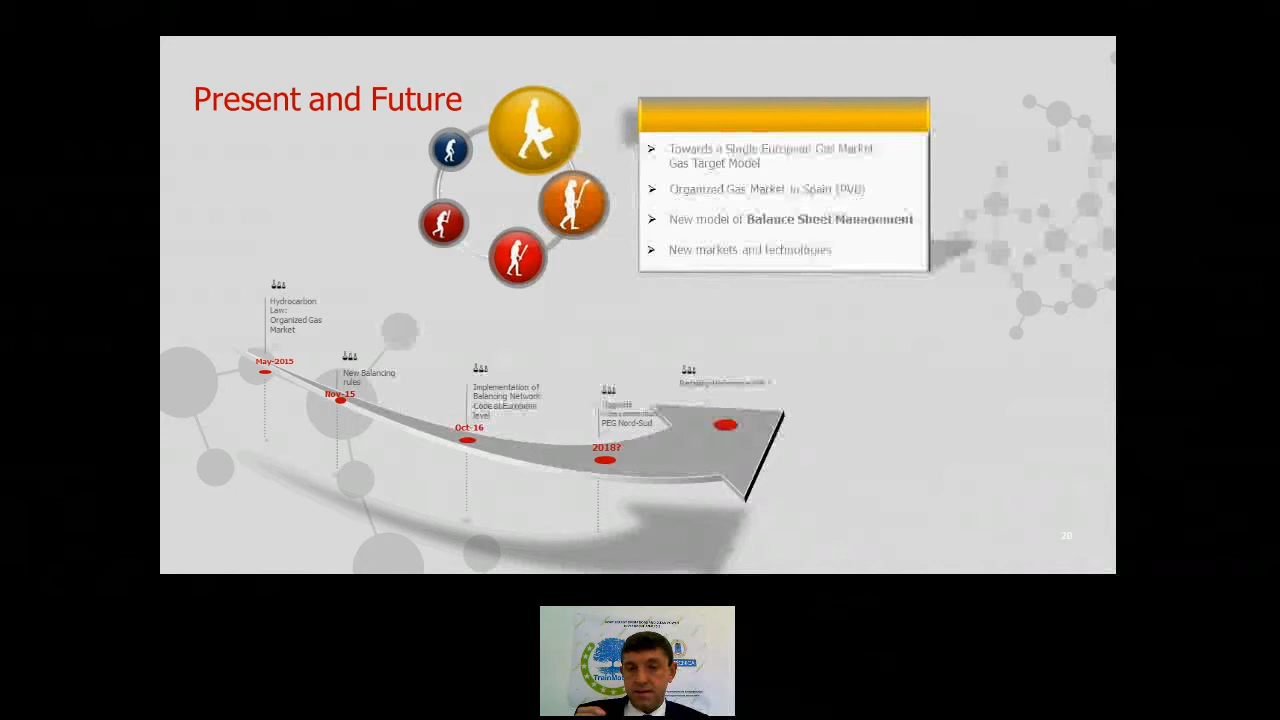 Present and Future
Towards a Single European Gas Market
Gas Target Model
Organized Gas Market in Spain (PVB)
New model of Balance Sheet Management
New markets and technologies
Hydrocarbon
Law:
Organized Gas
Market
May-2015
New Balancing
rules
Nov-15
Implementation of
Balancing Network
Code at European
level
Oct-16
PEG Nord-Sud
2018?
20